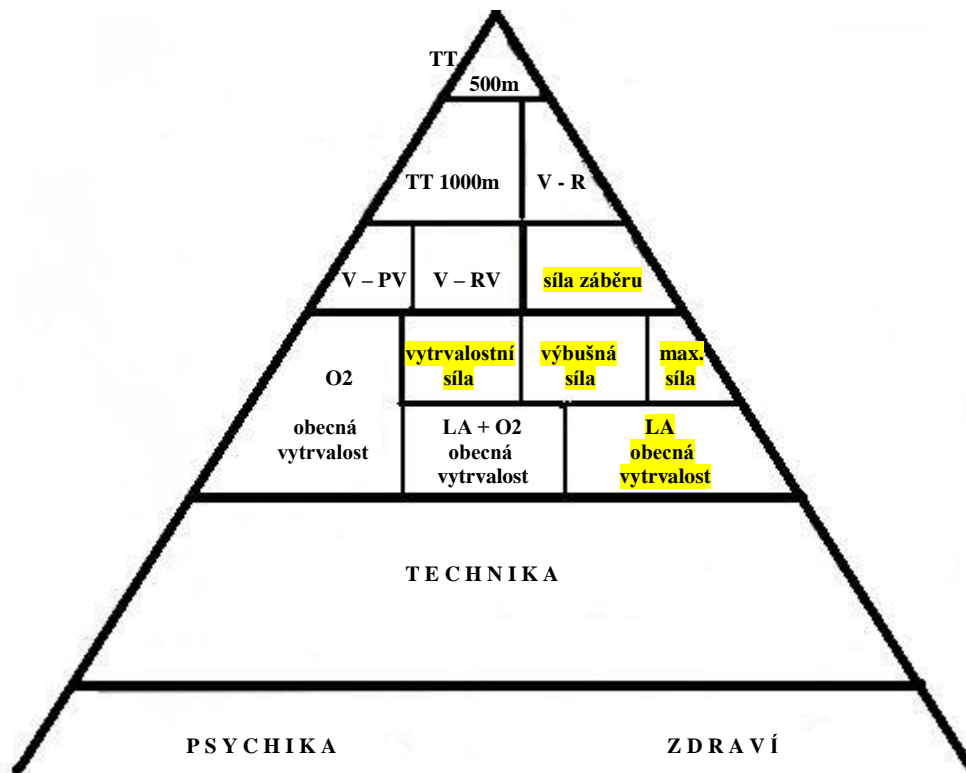 TT
500m
TT 1000m
V - R
V – PV
V – RV
síla záběru
O2
obecná
vytrvalost
vytrvalostní
síla
výbušná
síla
max.
síla
LA + O2
obecná
vytrvalost
LA
obecná
vytrvalost
T E C H N I K A
P S Y C H I K A
Z D R A V Í